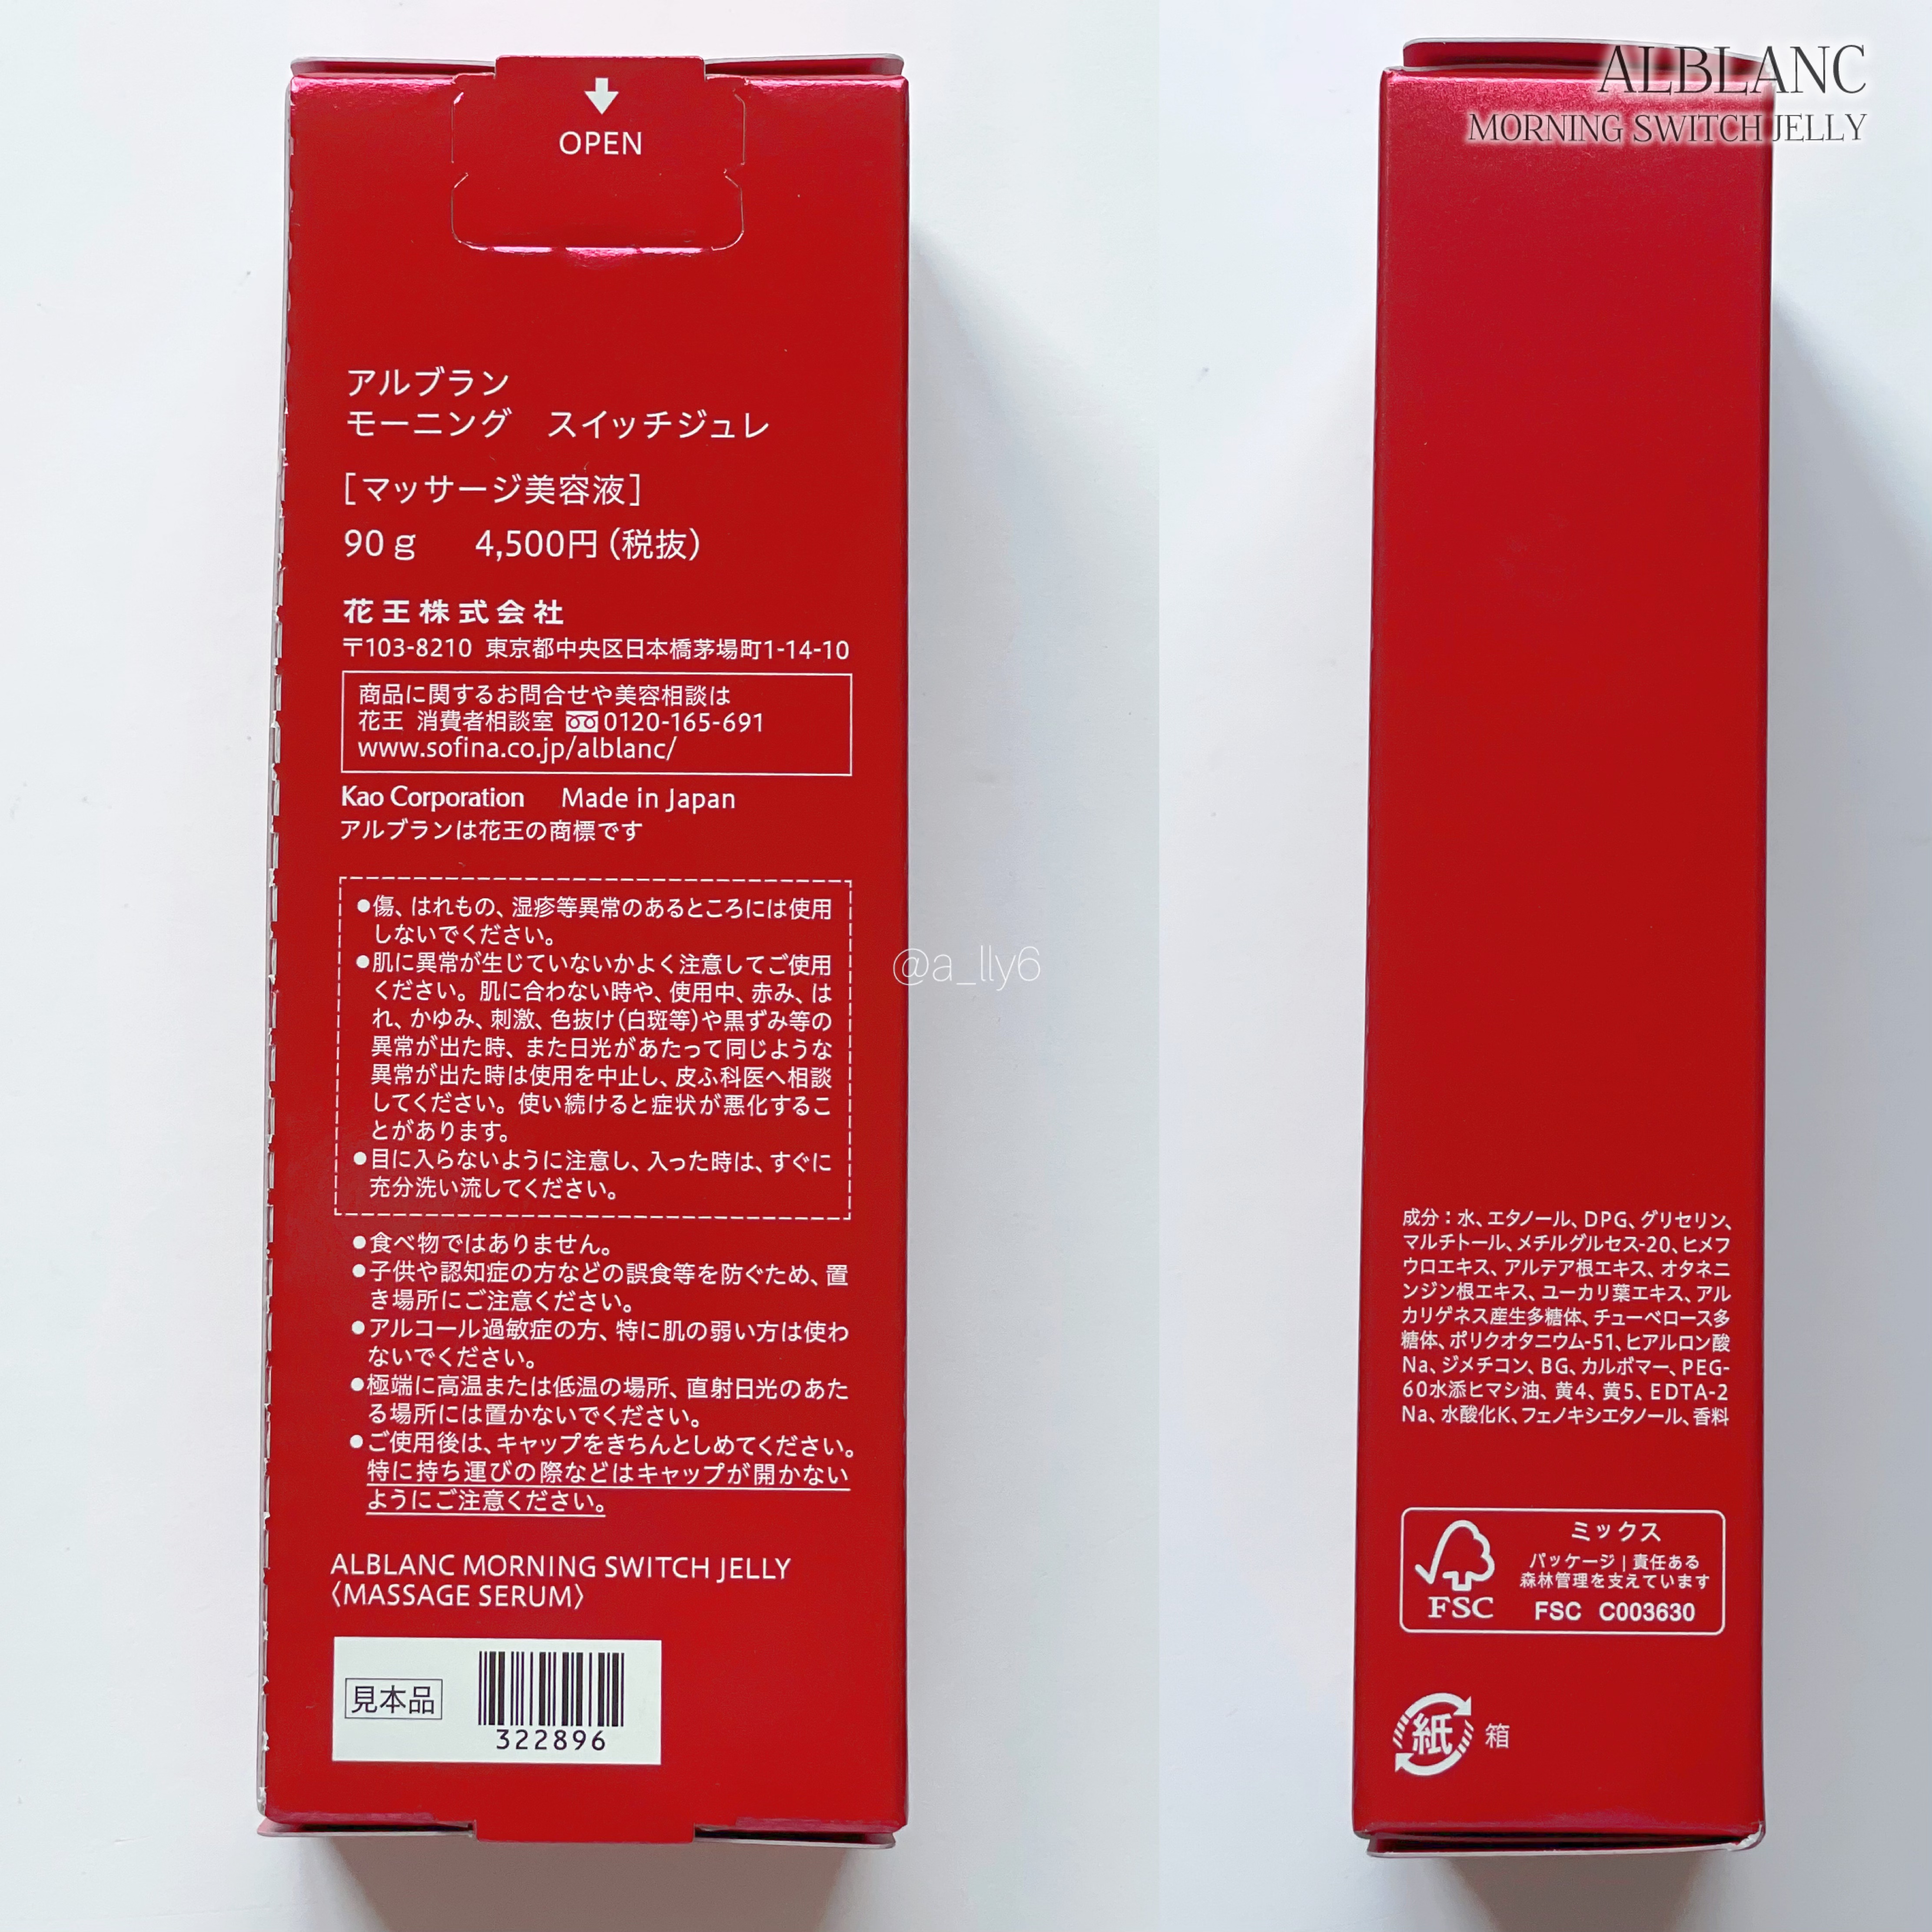 OPEN
アルブラン
モーニング　スイッチジュレ
［マッサージ美容液］
90ｇ　4,500円（税抜）
花王株式会社
〒103-8210 東京都中央区日本橋茅場町1-14-10
商品に関するお問合せや美容相談は
花王 消費者相談室 0120-165-691
www.sofina.co.jp/alblanc/
Kao Corporation　Made in Japan
アルブランは花王の商標です
●傷、はれもの、湿疹等異常のあるところには使用
しないでください。
●肌に異常が生じていないかよく注意してご使用
ください。肌に合わない時や、使用中、赤み、は
れ、かゆみ、刺激、色抜け（白斑等）や黒ずみ等の
異常が出た時、また日光があたって同じような
異常が出た時は使用を中止し、皮ふ科医へ相談
してください。使い続けると症状が悪化するこ
とがあります。
●目に入らないように注意し、入った時は、すぐに
充分洗い流してください。
●食べ物ではありません。
●子供や認知症の方などの誤食等を防ぐため、置
き場所にご注意ください。
●アルコール過敏症の方、特に肌の弱い方は使わ
ないでください。
●極端に高温または低温の場所、直射日光のあた
る場所には置かないでください。
●ご使用後は、キャップをきちんとしめてください。
特に持ち運びの際などはキャップが開かない
ようにご注意ください。
ALBLANC MORNING SWITCH JELLY
〈MASSAGE SERUM〉
見本品
322896
@a_lly6
ALBLANC
MORNING SWITCH JELLY
成分：水、エタノール、DPG、グリセリン、
マルチトール、メチルグルセス-20、ヒメフ
ウロエキス、アルテア根エキス、オタネニ
ンジン根エキス、ユーカリ葉エキス、アル
カリゲネス産生多糖体、チューベロース多
糖体、ポリクオタニウム-51、ヒアルロン酸
Na、ジメチコン、BG、カルボマー、PEG-
60水添ヒマシ油、黄4、黄5、EDTA-2
Na、水酸化K、フェノキシエタノール、香料
FSC
ミックス
パッケージ｜責任ある
森林管理を支えています
FSC C003630
紙 箱